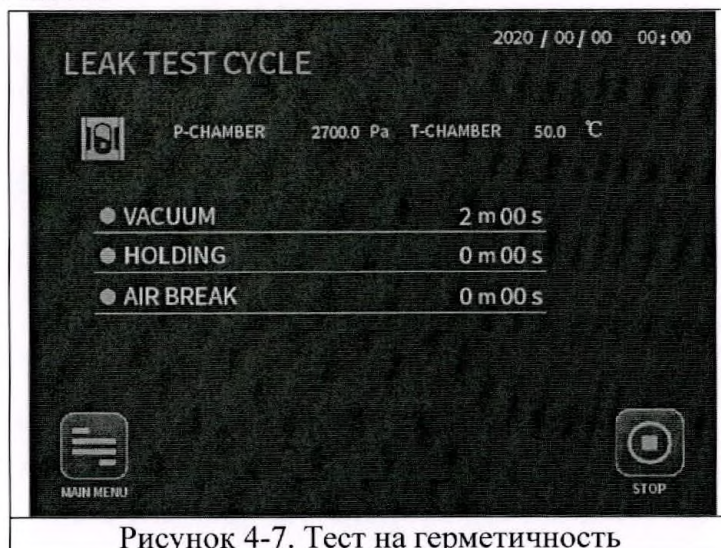 2020 / 00 / 00 00:00
LEAK TEST CYCLE
P-CHAMBER 2700.0 Pa T-CHAMBER 50.0 ℃
VACUUM 2 m 00 s
HOLDING 0 m 00 s
AIR BREAK 0 m 00 s
MAIN MENU
STOP
Рисунок 4-7. Тест на герметичность